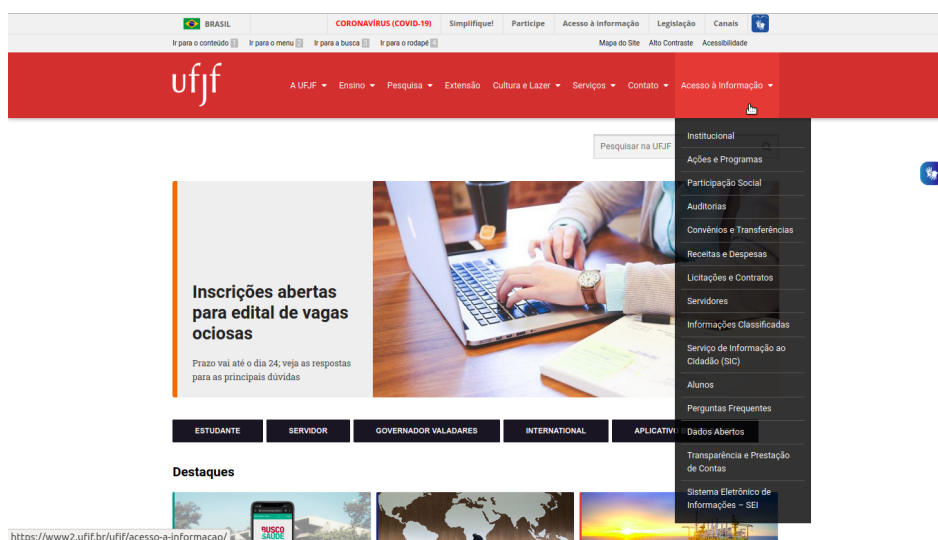 BRASIL CORONAVÍRUS (COVID-19) Simplifique! Participe Acesso à informação Legislação Canais
Ir para o conteúdo 1 Ir para o menu 2 Ir para a busca 3 Ir para o rodapé 4 Mapa do Site Alto Contraste Acessibilidade
ufjf
A UFJF Ensino Pesquisa Extensão Cultura e Lazer Serviços Contato Acesso à Informação
Pesquisar na UFJF
Institucional
Ações e Programas
Participação Social
Auditorias
Convênios e Transferências
Receitas e Despesas
Licitações e Contratos
Servidores
Informações Classificadas
Serviço de Informação ao
Cidadão (SIC)
Alunos
Perguntas Frequentes
Dados Abertos
Transparência e Prestação
de Contas
Sistema Eletrônico de
Informações – SEI
Inscrições abertas
para edital de vagas
ociosas
Prazo vai até o dia 24; veja as respostas
para as principais dúvidas
ESTUDANTE SERVIDOR GOVERNADOR VALADARES INTERNATIONAL APLICATIVO
Destaques
BUSCO
SAÚDE
https://www2.ufjf.br/ufjf/acesso-a-informacao/